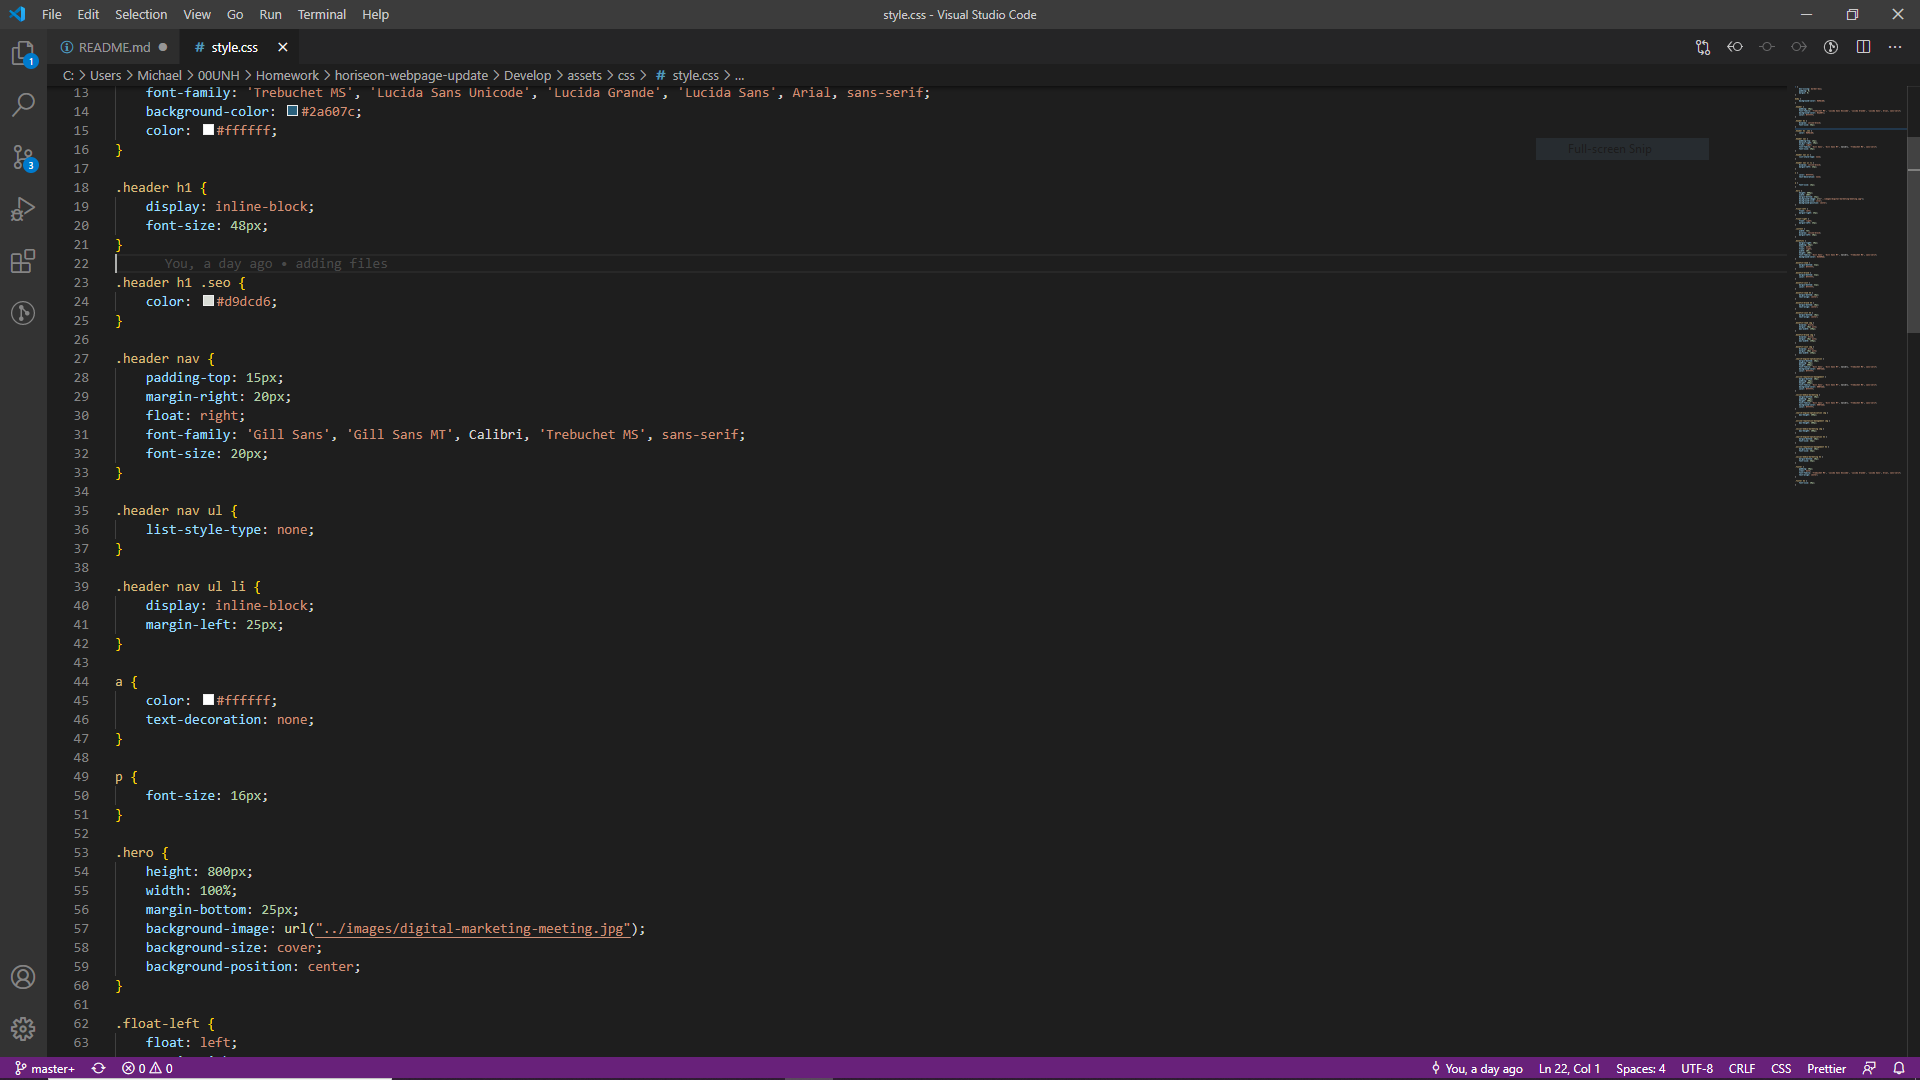 File Edit Selection View Go Run Terminal Help
style.css - Visual Studio Code
README.md
# style.css
1
C: > Users > Michael > 00UNH > Homework > horiseon-webpage-update > Develop > assets > css > # style.css > ...
13 font-family: 'Trebuchet MS', 'Lucida Sans Unicode', 'Lucida Grande', 'Lucida Sans', Arial, sans-serif;
14 background-color: #2a607c;
15 color: #ffffff;
16 }
Full-screen Snip
3
17
18 .header h1 {
19 display: inline-block;
20 font-size: 48px;
21 }
22 You, a day ago • adding files
23 .header h1 .seo {
24 color: #d9dcd6;
25 }
26
27 .header nav {
28 padding-top: 15px;
29 margin-right: 20px;
30 float: right;
31 font-family: 'Gill Sans', 'Gill Sans MT', Calibri, 'Trebuchet MS', sans-serif;
32 font-size: 20px;
33 }
34
35 .header nav ul {
36 list-style-type: none;
37 }
38
39 .header nav ul li {
40 display: inline-block;
41 margin-left: 25px;
42 }
43
44 a {
45 color: #ffffff;
46 text-decoration: none;
47 }
48
49 p {
50 font-size: 16px;
51 }
52
53 .hero {
54 height: 800px;
55 width: 100%;
56 margin-bottom: 25px;
57 background-image: url("../images/digital-marketing-meeting.jpg");
58 background-size: cover;
59 background-position: center;
60 }
61
62 .float-left {
63 float: left;
master+ 0 0
You, a day ago Ln 22, Col 1 Spaces: 4 UTF-8 CRLF CSS Prettier